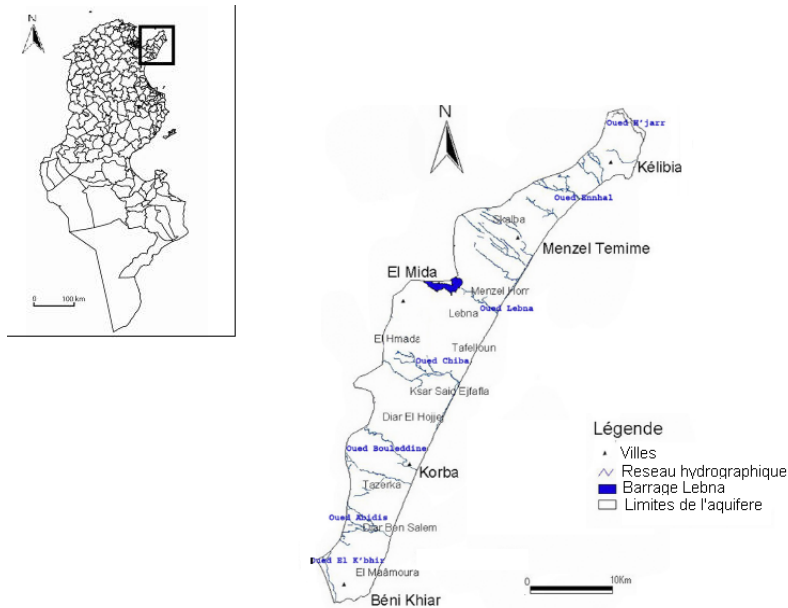 N
0 100 km
N
Oued M'jarr
Kélibia
Oued Ennhal
Skalba
Menzel Temime
El Mida
Menzel Horr
Lebna
Oued Lebna
El Hmada
Tafelloun
Oued Chiba
Ksar Said Ejfafla
Diar El Hojjej
Oued Bouleddine
Korba
Tazerka
Oued Abidis
Diar Ben Salem
Oued El K'bhir
El Maâmoura
Béni Khiar
Légende
Villes
Reseau hydrographique
Barrage Lebna
Limites de l'aquifere
0 10Km